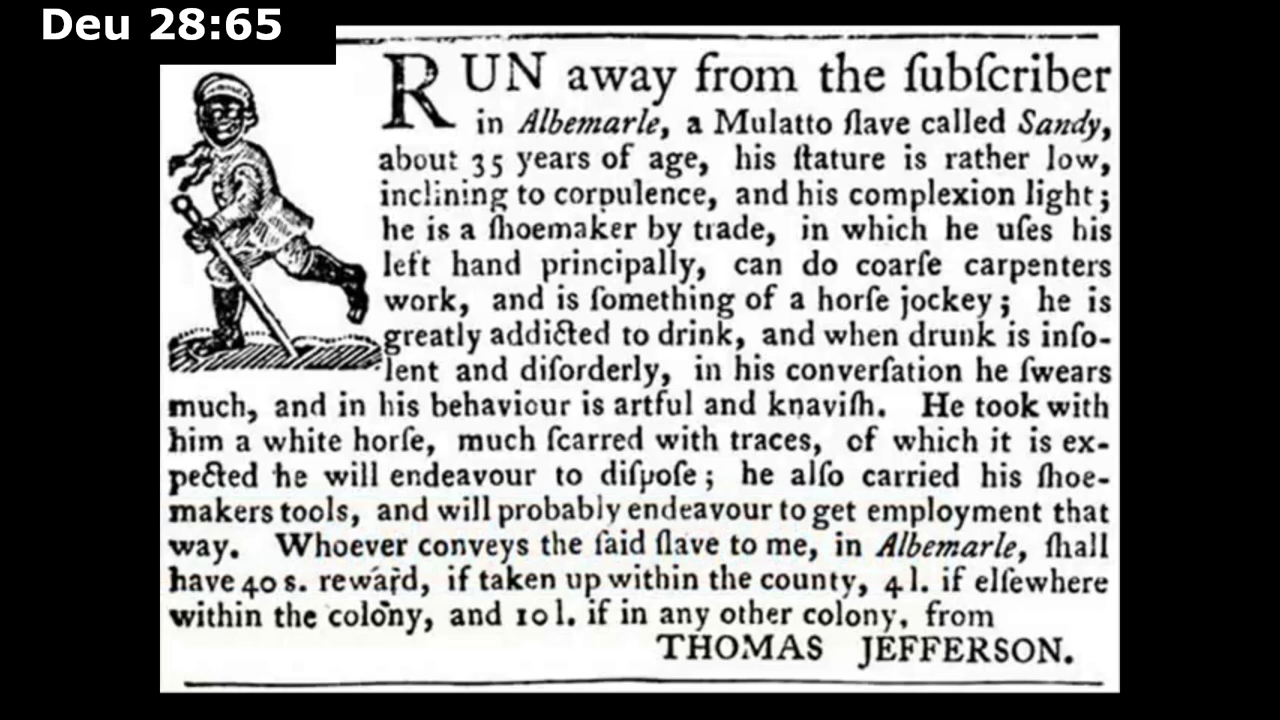 Deu 28:65
RUN away from the ſubſcriber
in Albemarle, a Mulatto ſlave called Sandy,
about 35 years of age, his ſtature is rather low,
inclining to corpulence, and his complexion light;
he is a ſhoemaker by trade, in which he uſes his
left hand principally, can do coarſe carpenters
work, and is ſomething of a horſe jockey; he is
greatly addicted to drink, and when drunk is inſo-
lent and diſorderly, in his converſation he ſwears
much, and in his behaviour is artful and knaviſh. He took with
him a white horſe, much ſcarred with traces, of which it is ex-
pected he will endeavour to diſpoſe; he alſo carried his ſhoe-
makers tools, and will probably endeavour to get employment that
way. Whoever conveys the ſaid ſlave to me, in Albemarle, ſhall
have 40 s. reward, if taken up within the county, 4 l. if elſewhere
within the colony, and 10 l. if in any other colony, from
THOMAS JEFFERSON.